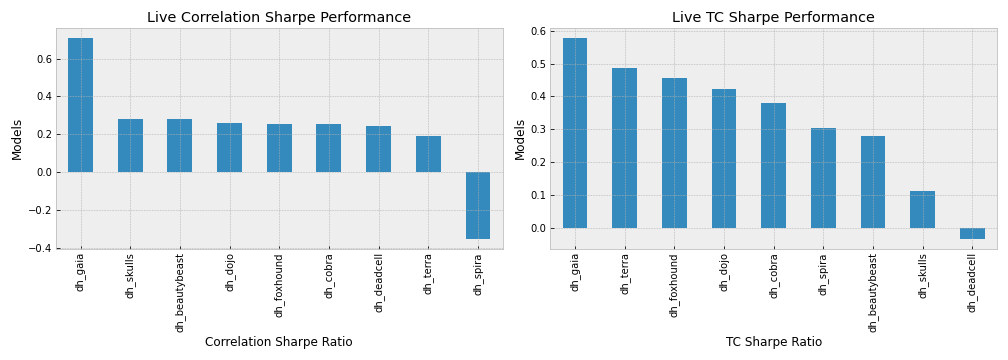 Live Correlation Sharpe Performance
Models
0.6
0.4
0.2
0.0
−0.2
−0.4
dh_gaia
dh_skulls
dh_beautybeast
dh_dojo
dh_foxhound
dh_cobra
dh_deadcell
dh_terra
dh_spira
Correlation Sharpe Ratio
Live TC Sharpe Performance
Models
0.6
0.5
0.4
0.3
0.2
0.1
0.0
dh_gaia
dh_terra
dh_foxhound
dh_dojo
dh_cobra
dh_spira
dh_beautybeast
dh_skulls
dh_deadcell
TC Sharpe Ratio